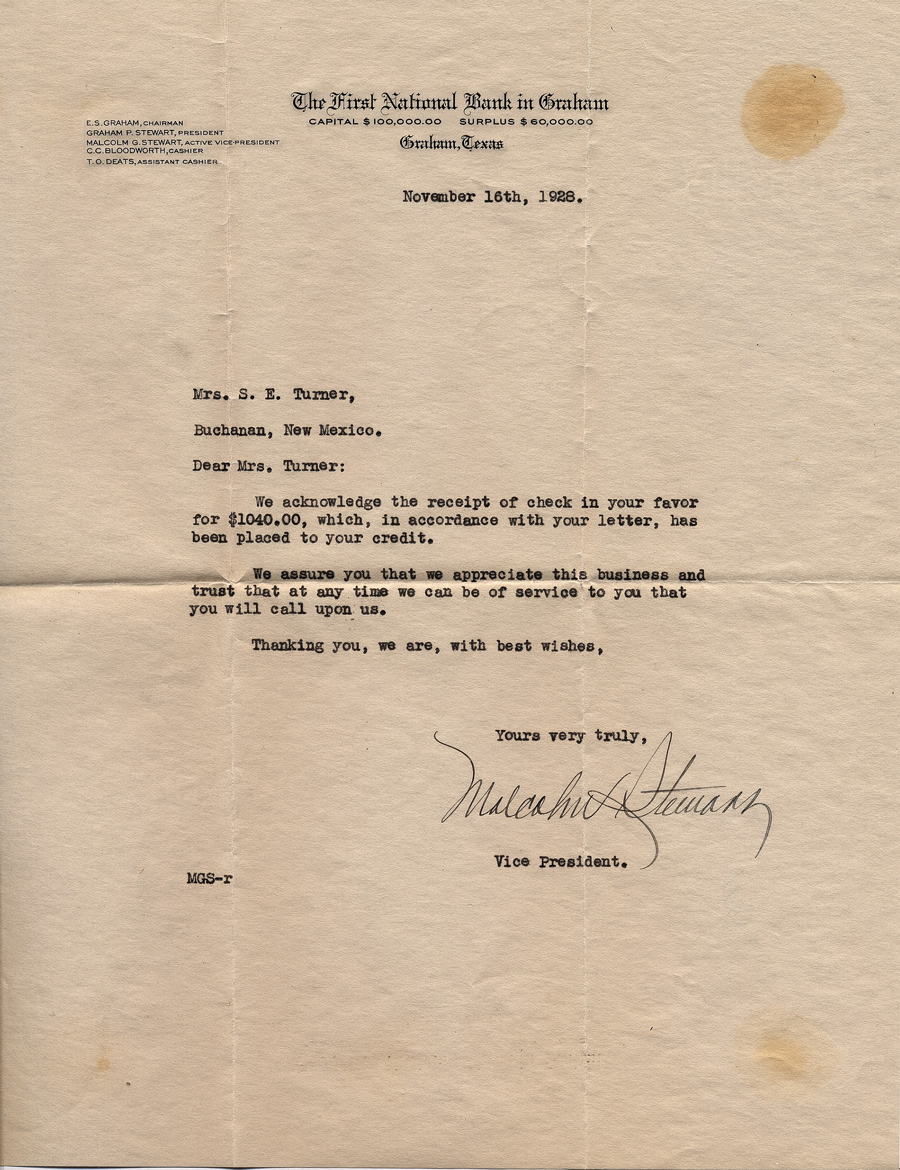 The First National Bank in Graham
CAPITAL $100,000.00 SURPLUS $60,000.00
Graham, Texas
E.S. GRAHAM, CHAIRMAN
GRAHAM P. STEWART, PRESIDENT
MALCOLM G. STEWART, ACTIVE VICE-PRESIDENT
C.C. BLOODWORTH, CASHIER
T.O. DEATS, ASSISTANT CASHIER
November 16th, 1928.
Mrs. S. E. Turner,
Buchanan, New Mexico.
Dear Mrs. Turner:
We acknowledge the receipt of check in your favor
for $1040.00, which, in accordance with your letter, has
been placed to your credit.
We assure you that we appreciate this business and
trust that at any time we can be of service to you that
you will call upon us.
Thanking you, we are, with best wishes,
Yours very truly,
Malcolm G Stewart
Vice President.
MGS-r